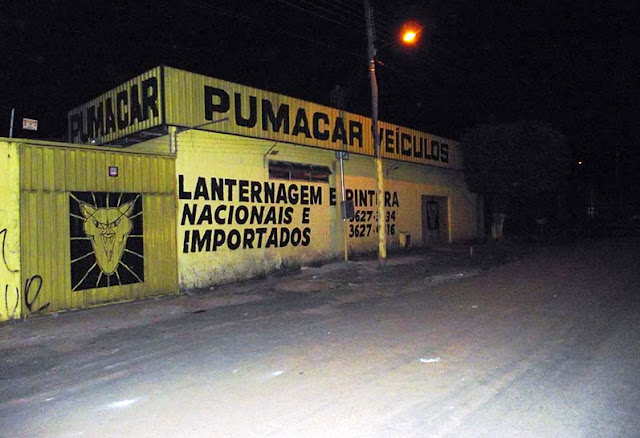 PUMACAR
PUMACAR VEÍCULOS
LANTERNAGEM E PINTURA
NACIONAIS E
IMPORTADOS